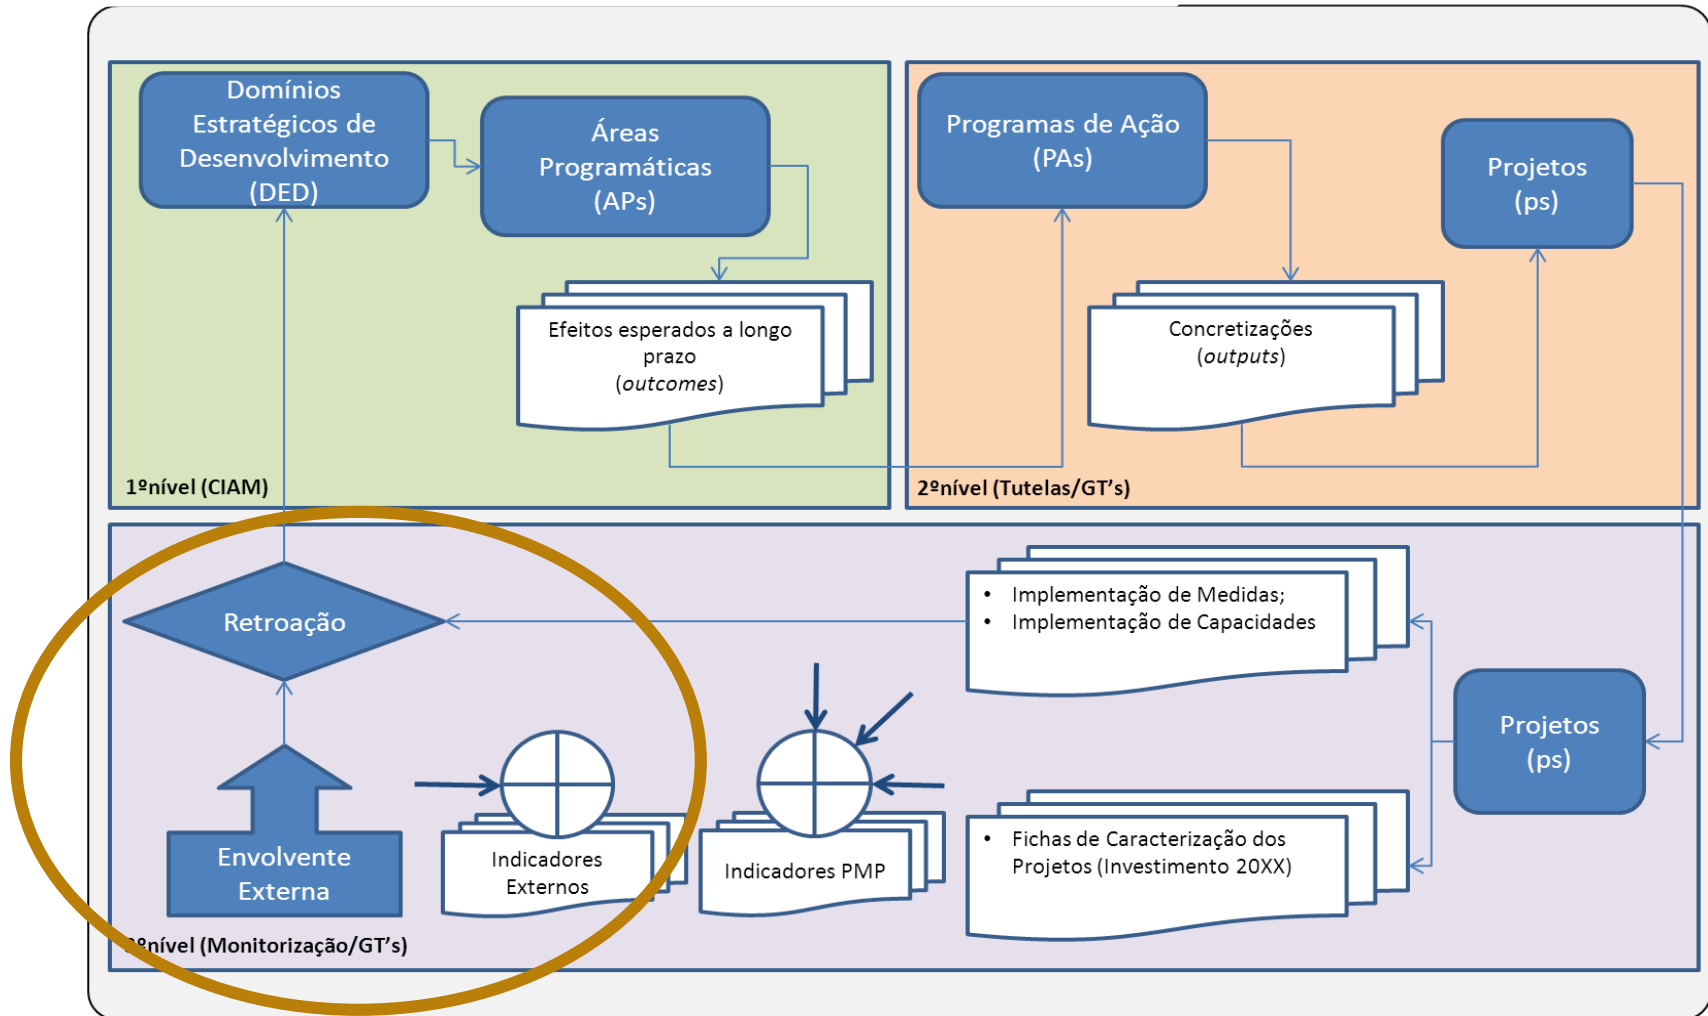 Domínios
Estratégicos de
Desenvolvimento
(DED)
Áreas
Programáticas
(APs)
Efeitos esperados a longo
prazo
(outcomes)
1ºnível (CIAM)
Programas de Ação
(PAs)
Projetos
(ps)
Concretizações
(outputs)
2ºnível (Tutelas/GT's)
Retroação
• Implementação de Medidas;
• Implementação de Capacidades
Projetos
(ps)
Envolvente
Externa
Indicadores
Externos
Indicadores PMP
• Fichas de Caracterização dos
Projetos (Investimento 20XX)
3ºnível (Monitorização/GT's)